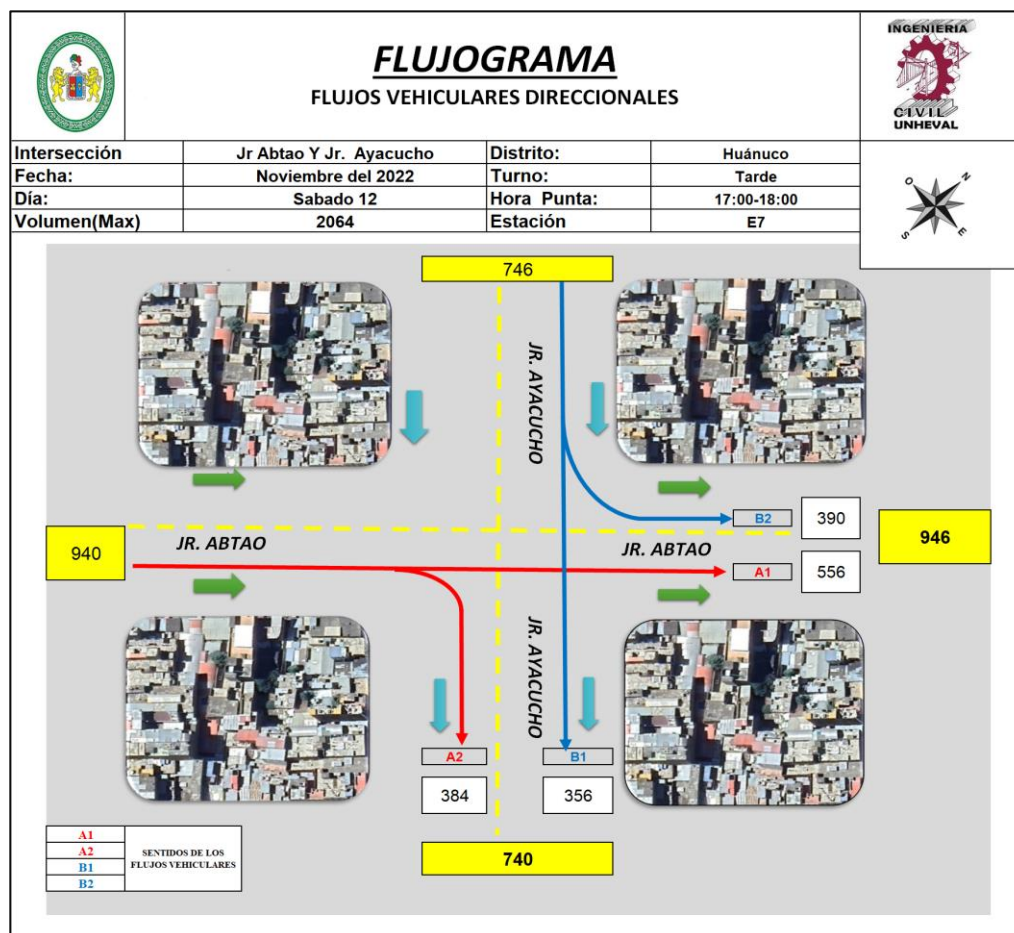 FLUJOGRAMA
FLUJOS VEHICULARES DIRECCIONALES
INGENIERIA
CIVIL
UNHEVAL
Intersección Jr Abtao Y Jr. Ayacucho Distrito: Huánuco
Fecha: Noviembre del 2022 Turno: Tarde
Día: Sabado 12 Hora Punta: 17:00-18:00
Volumen(Max) 2064 Estación E7
O N
S E
746
JR. AYACUCHO
B2 390
940
JR. ABTAO
JR. ABTAO
946
A1 556
JR. AYACUCHO
A2 B1
384 356
740
A1
A2
B1
B2
SENTIDOS DE LOS
FLUJOS VEHICULARES